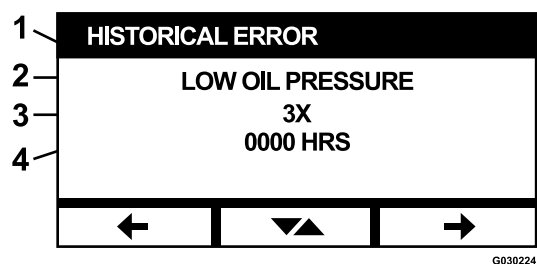 1 HISTORICAL ERROR
2 LOW OIL PRESSURE
3 3X
4 0000 HRS
G030224